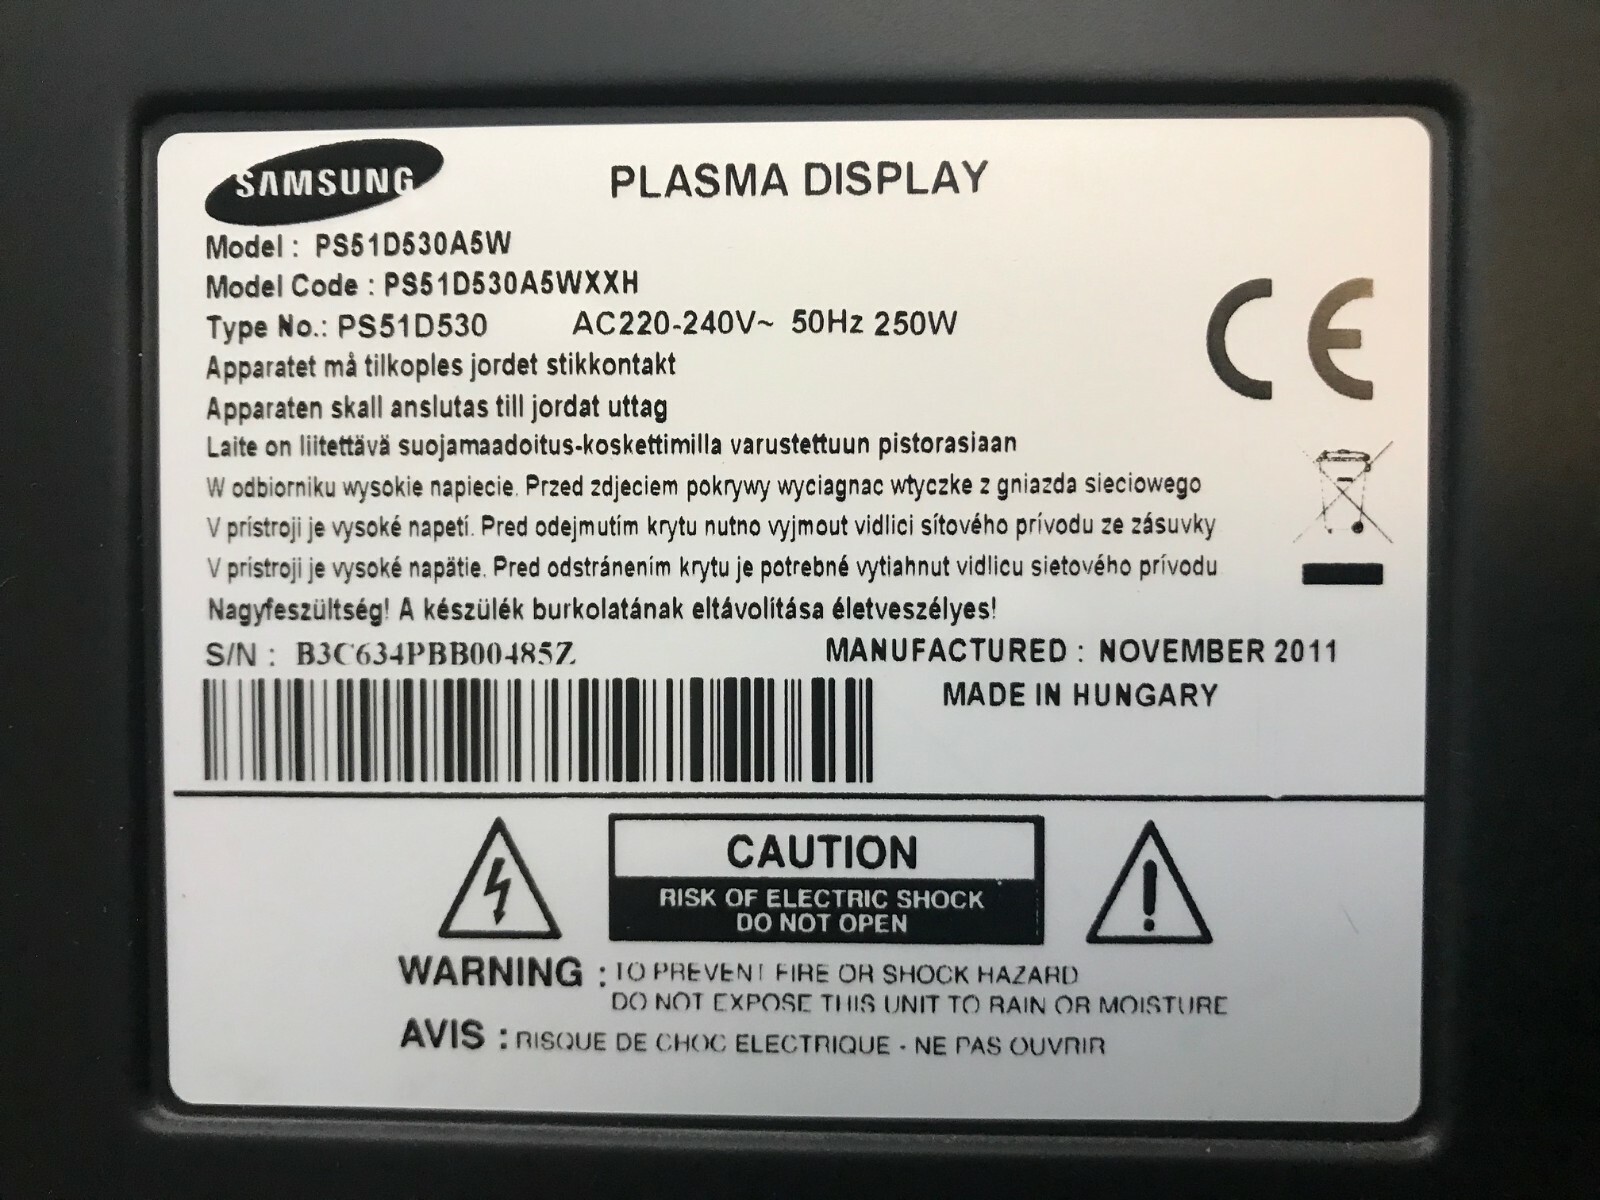 SAMSUNG
PLASMA DISPLAY
Model : PS51D530A5W
Model Code : PS51D530A5WXXH
Type No.: PS51D530 AC220-240V~ 50Hz 250W
Apparatet må tilkoples jordet stikkontakt
Apparaten skall anslutas till jordat uttag
Laite on liitettävä suojamaadoitus-koskettimilla varustettuun pistorasiaan
W odbiorniku wysokie napiecie. Przed zdjeciem pokrywy wyciagnac wtyczke z gniazda sieciowego
V prístroji je vysoké napetí. Pred odejmutím krytu nutno vyjmout vidlici sítového prívodu ze zásuvky
V prístroji je vysoké napätie. Pred odstránením krytu je potrebné vytiahnut vidlicu sietového prívodu
Nagyfeszültség! A készülék burkolatának eltávolítása életveszélyes!
S/N : B3C634PBB00485Z
MANUFACTURED : NOVEMBER 2011
MADE IN HUNGARY
CE
CAUTION
RISK OF ELECTRIC SHOCK
DO NOT OPEN
WARNING : TO PREVENT FIRE OR SHOCK HAZARD
DO NOT EXPOSE THIS UNIT TO RAIN OR MOISTURE
AVIS : RISQUE DE CHOC ELECTRIQUE - NE PAS OUVRIR